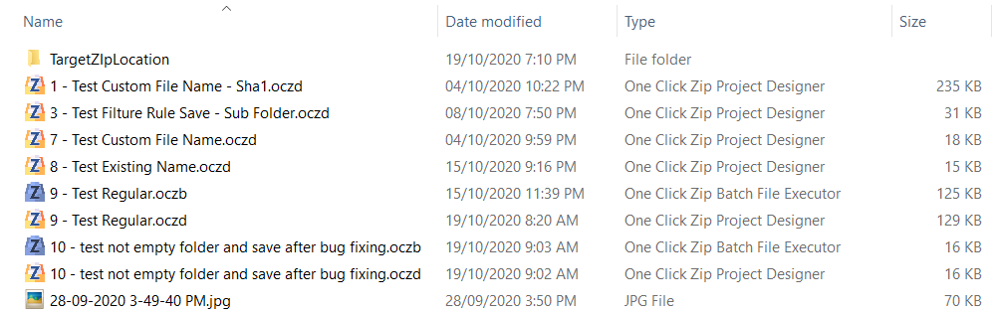 Name Date modified Type Size
TargetZIpLocation 19/10/2020 7:10 PM File folder
1 - Test Custom File Name - Sha1.oczd 04/10/2020 10:22 PM One Click Zip Project Designer 235 KB
3 - Test Filture Rule Save - Sub Folder.oczd 08/10/2020 7:50 PM One Click Zip Project Designer 31 KB
7 - Test Custom File Name.oczd 04/10/2020 9:59 PM One Click Zip Project Designer 18 KB
8 - Test Existing Name.oczd 15/10/2020 9:16 PM One Click Zip Project Designer 15 KB
9 - Test Regular.oczb 15/10/2020 11:39 PM One Click Zip Batch File Executor 125 KB
9 - Test Regular.oczd 19/10/2020 8:20 AM One Click Zip Project Designer 129 KB
10 - test not empty folder and save after bug fixing.oczb 19/10/2020 9:03 AM One Click Zip Batch File Executor 16 KB
10 - test not empty folder and save after bug fixing.oczd 19/10/2020 9:02 AM One Click Zip Project Designer 16 KB
28-09-2020 3-49-40 PM.jpg 28/09/2020 3:50 PM JPG File 70 KB